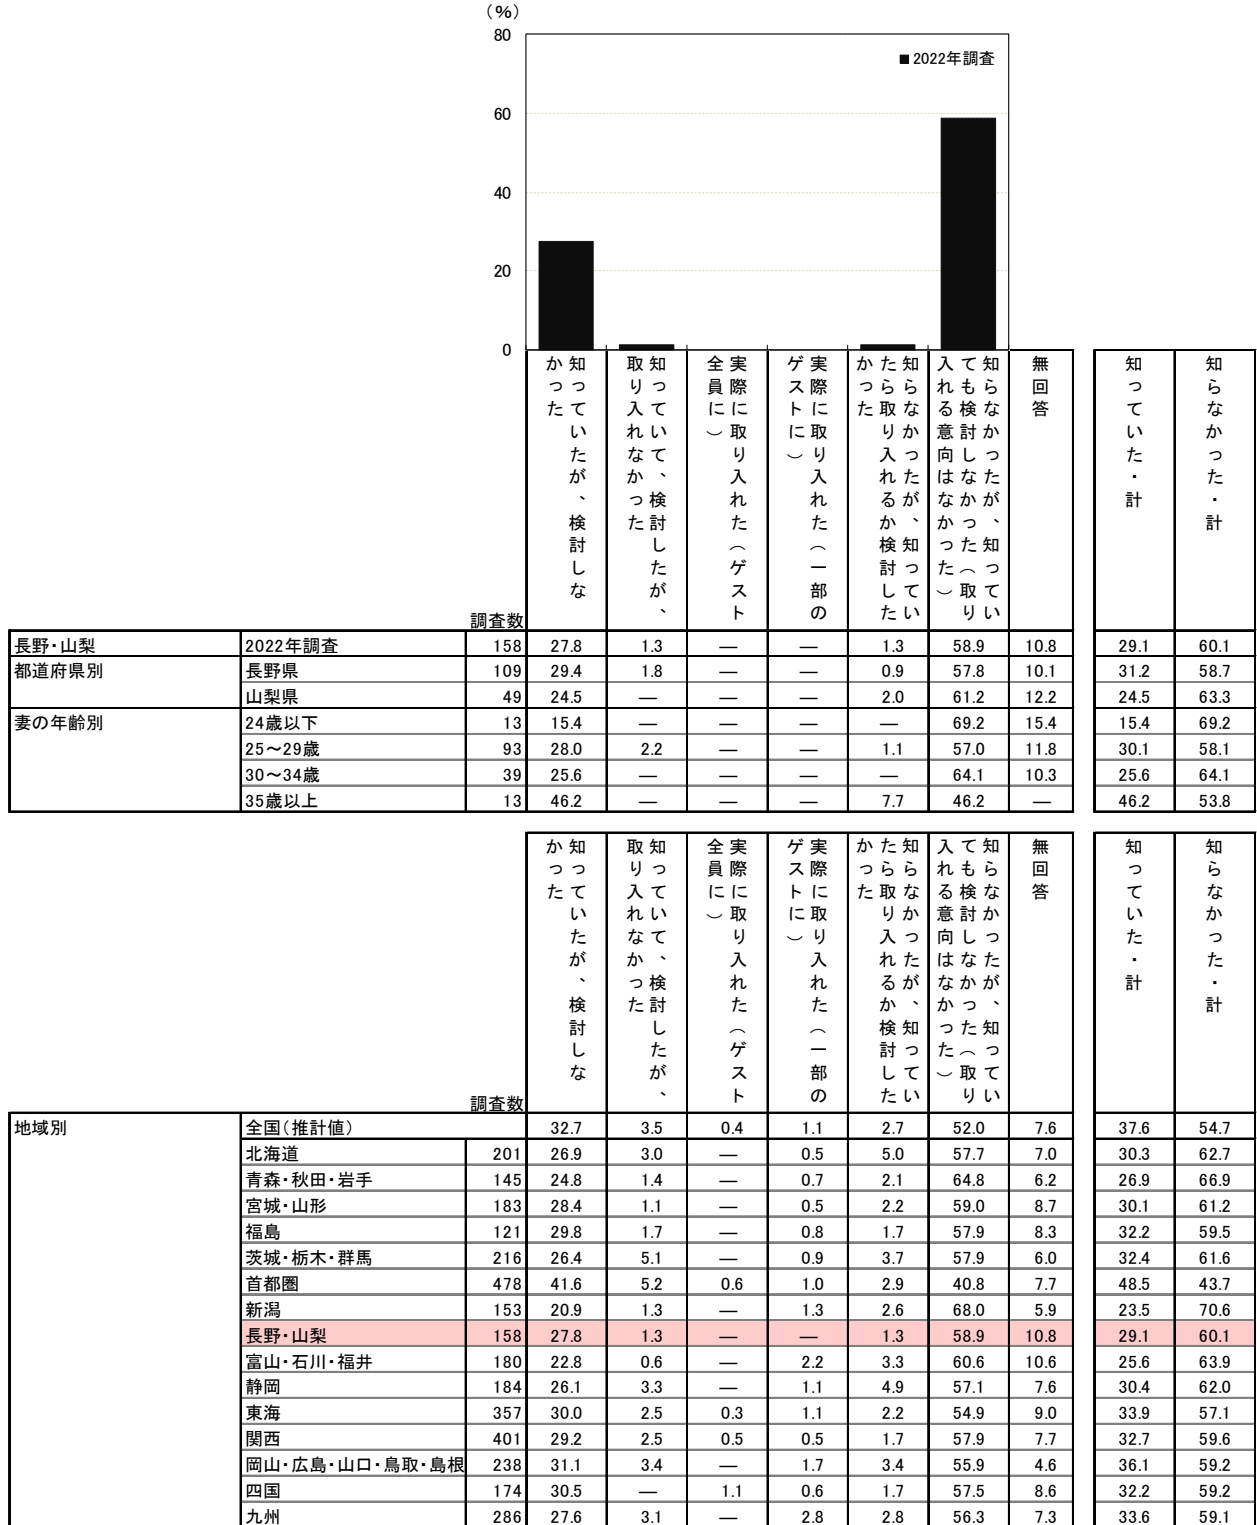 （%）
80
60
40
20
0
■2022年調査
調査数
知っていたが、検討しな
かった
知っていて、検討したが、
取り入れなかった
実際に取り入れた（ゲスト
全員に）
実際に取り入れた（一部の
ゲストに）
知らなかったが、知ってい
たら取り入れるか検討した
かった
知らなかったが、知ってい
ても検討しなかった（取り
入れる意向はなかった）
無回答
知っていた・計
知らなかった・計
長野・山梨 2022年調査 158 27.8 1.3 — — 1.3 58.9 10.8 29.1 60.1
都道府県別 長野県 109 29.4 1.8 — — 0.9 57.8 10.1 31.2 58.7
山梨県 49 24.5 — — — 2.0 61.2 12.2 24.5 63.3
妻の年齢別 24歳以下 13 15.4 — — — — 69.2 15.4 15.4 69.2
25～29歳 93 28.0 2.2 — — 1.1 57.0 11.8 30.1 58.1
30～34歳 39 25.6 — — — — 64.1 10.3 25.6 64.1
35歳以上 13 46.2 — — — 7.7 46.2 — 46.2 53.8
調査数
知っていたが、検討しな
かった
知っていて、検討したが、
取り入れなかった
実際に取り入れた（ゲスト
全員に）
実際に取り入れた（一部の
ゲストに）
知らなかったが、知ってい
たら取り入れるか検討した
かった
知らなかったが、知ってい
ても検討しなかった（取り
入れる意向はなかった）
無回答
知っていた・計
知らなかった・計
地域別 全国（推計値） 32.7 3.5 0.4 1.1 2.7 52.0 7.6 37.6 54.7
北海道 201 26.9 3.0 — 0.5 5.0 57.7 7.0 30.3 62.7
青森・秋田・岩手 145 24.8 1.4 — 0.7 2.1 64.8 6.2 26.9 66.9
宮城・山形 183 28.4 1.1 — 0.5 2.2 59.0 8.7 30.1 61.2
福島 121 29.8 1.7 — 0.8 1.7 57.9 8.3 32.2 59.5
茨城・栃木・群馬 216 26.4 5.1 — 0.9 3.7 57.9 6.0 32.4 61.6
首都圏 478 41.6 5.2 0.6 1.0 2.9 40.8 7.7 48.5 43.7
新潟 153 20.9 1.3 — 1.3 2.6 68.0 5.9 23.5 70.6
長野・山梨 158 27.8 1.3 — — 1.3 58.9 10.8 29.1 60.1
富山・石川・福井 180 22.8 0.6 — 2.2 3.3 60.6 10.6 25.6 63.9
静岡 184 26.1 3.3 — 1.1 4.9 57.1 7.6 30.4 62.0
東海 357 30.0 2.5 0.3 1.1 2.2 54.9 9.0 33.9 57.1
関西 401 29.2 2.5 0.5 0.5 1.7 57.9 7.7 32.7 59.6
岡山・広島・山口・鳥取・島根 238 31.1 3.4 — 1.7 3.4 55.9 4.6 36.1 59.2
四国 174 30.5 — 1.1 0.6 1.7 57.5 8.6 32.2 59.2
九州 286 27.6 3.1 — 2.8 2.8 56.3 7.3 33.6 59.1